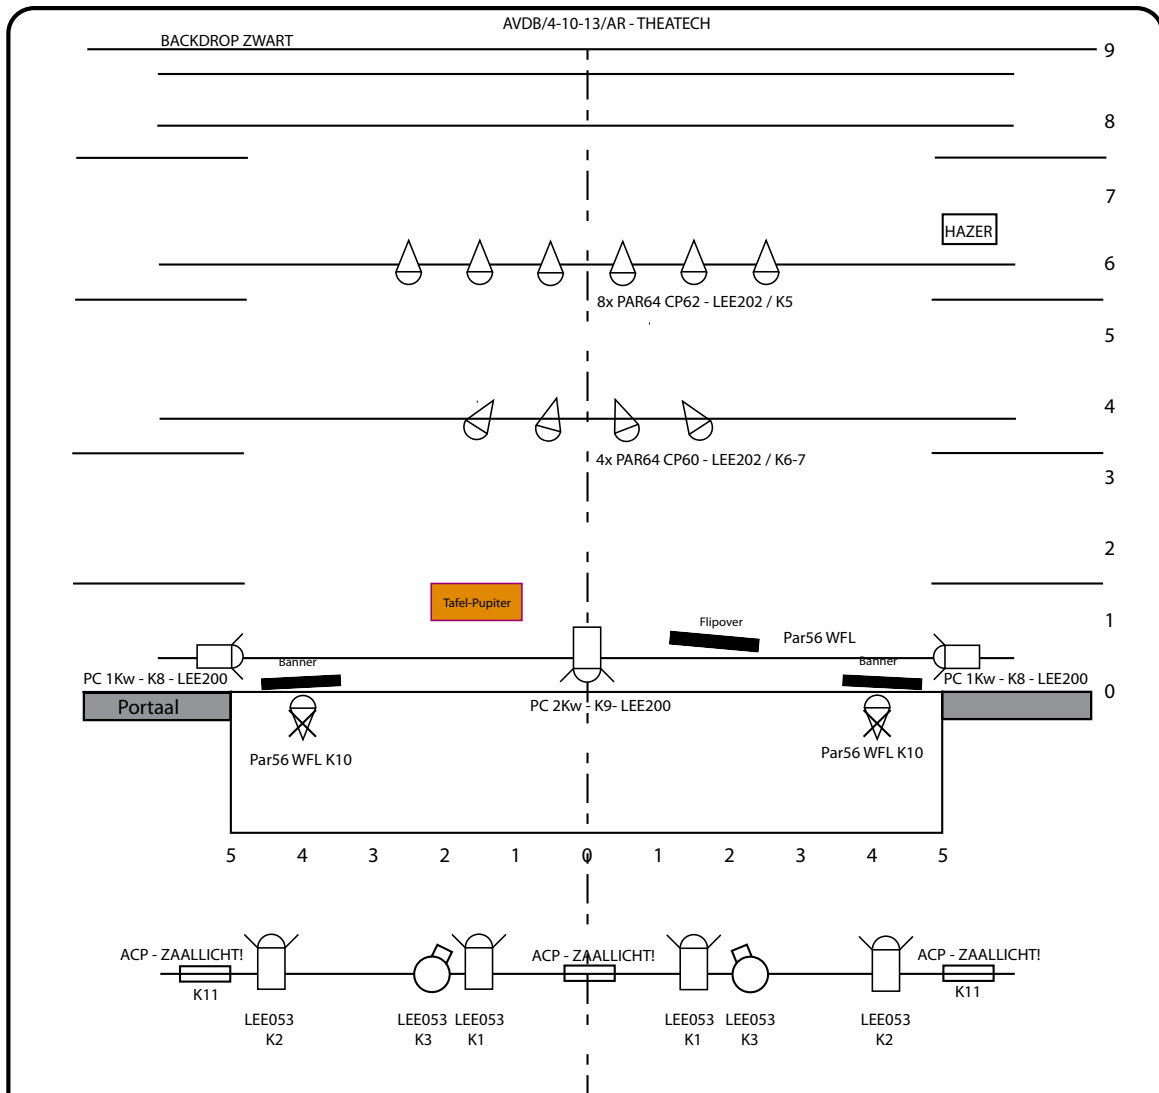 AVDB/4-10-13/AR - THEATECH
BACKDROP ZWART
9
8
7
HAZER
6
8x PAR64 CP62 - LEE202 / K5
5
4
4x PAR64 CP60 - LEE202 / K6-7
3
2
Tafel-Pupiter
1
Flipover
Par56 WFL
Banner
Banner
PC 1Kw - K8 - LEE200
PC 1Kw - K8 - LEE200
0
Portaal
PC 2Kw - K9- LEE200
Par56 WFL K10
Par56 WFL K10
5 4 3 2 1 0 1 2 3 4 5
ACP - ZAALLICHT!
ACP - ZAALLICHT!
ACP - ZAALLICHT!
K11
K11
LEE053 LEE053 LEE053 LEE053 LEE053 LEE053
K2 K3 K1 K1 K3 K2